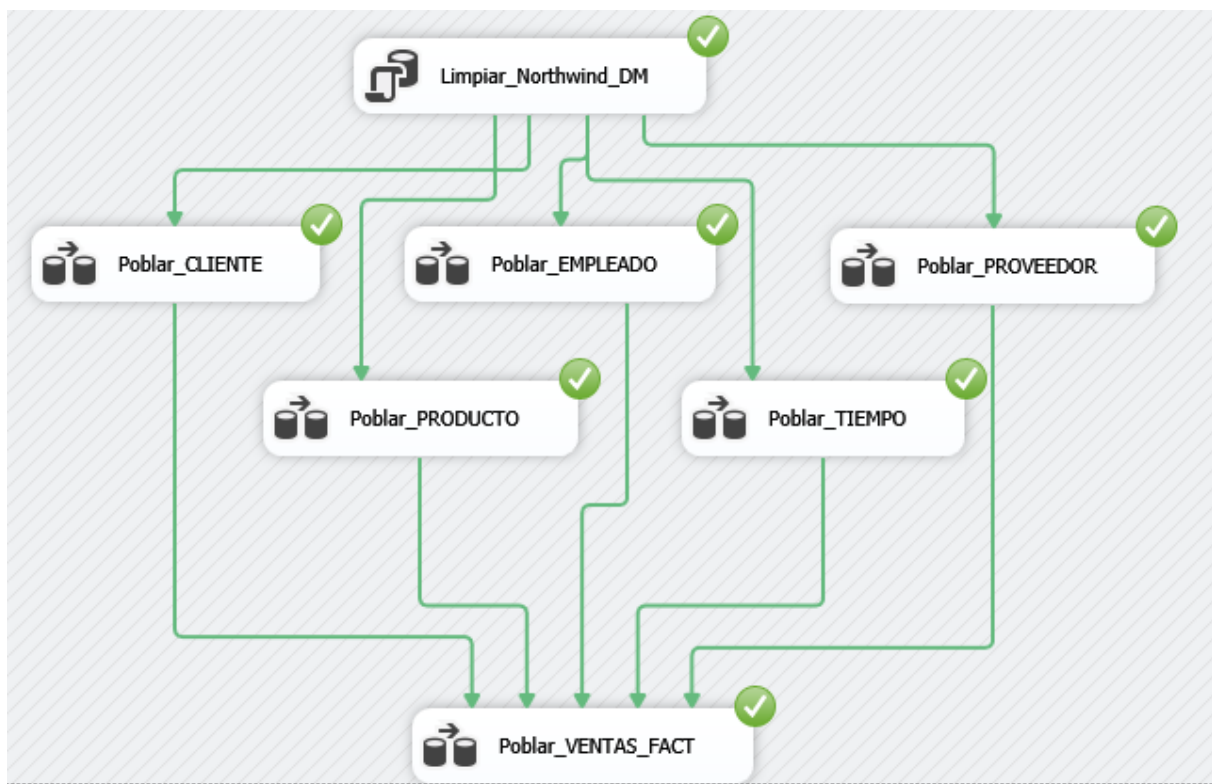 Limpiar_Northwind_DM
Poblar_CLIENTE
Poblar_EMPLEADO
Poblar_PROVEEDOR
Poblar_PRODUCTO
Poblar_TIEMPO
Poblar_VENTAS_FACT